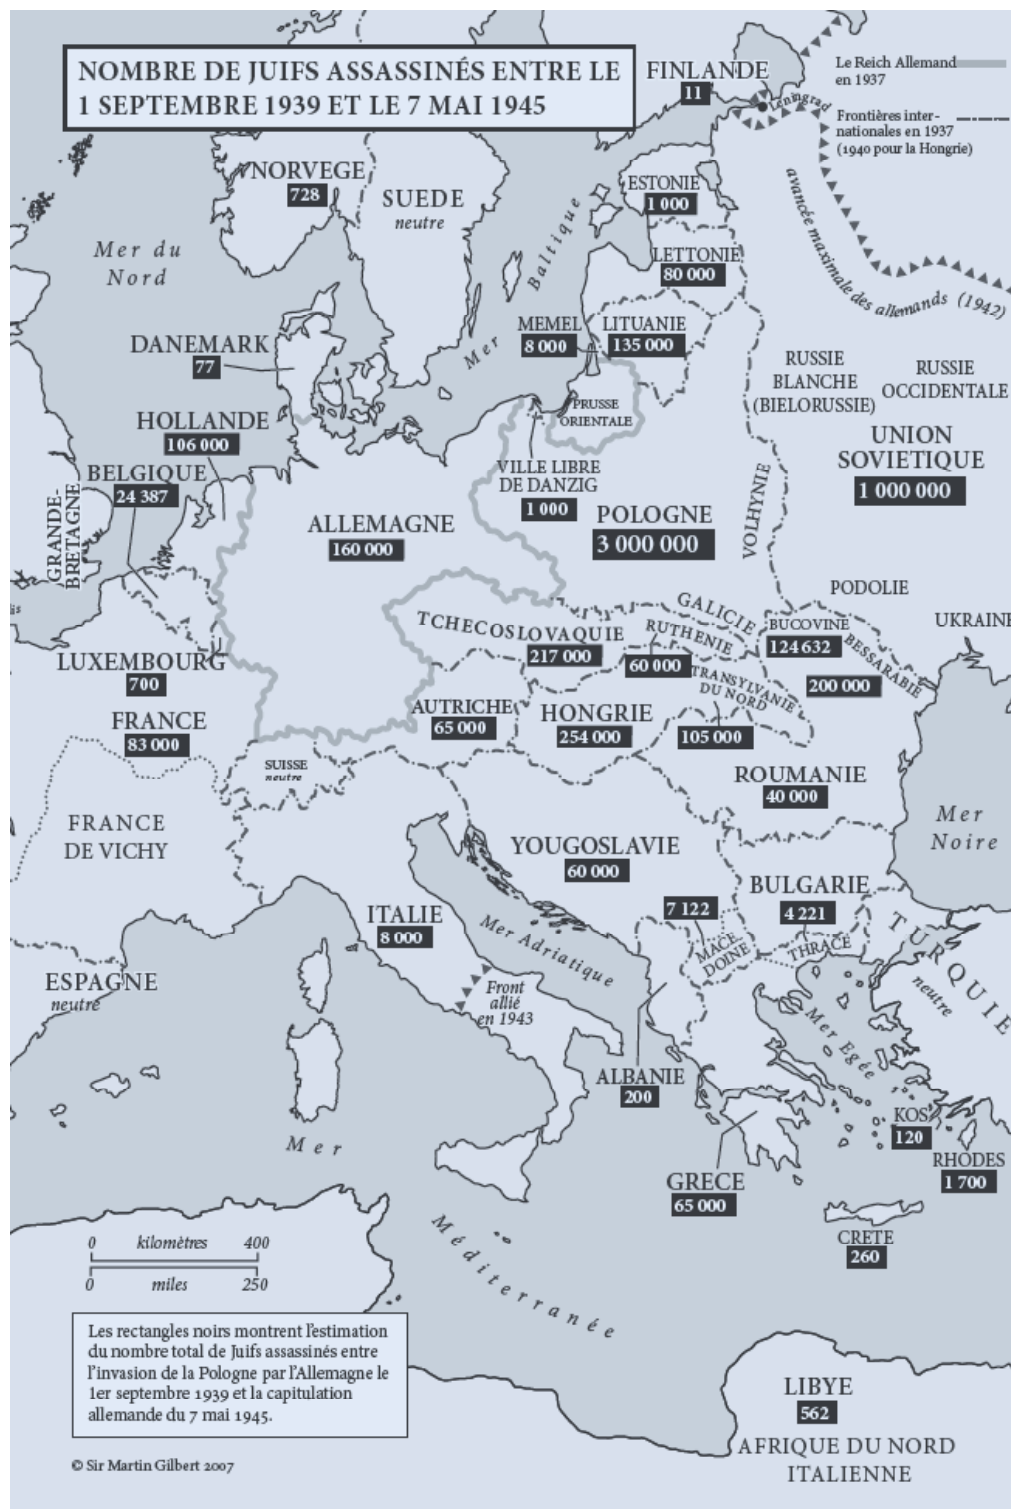 NOMBRE DE JUIFS ASSASSINÉS ENTRE LE
1 SEPTEMBRE 1939 ET LE 7 MAI 1945
FINLANDE
11
Le Reich Allemand
en 1937
Leningrad
Frontières inter-
nationales en 1937
(1940 pour la Hongrie)
NORVEGE
728
SUEDE
neutre
ESTONIE
1 000
avancée maximale des allemands (1942)
Mer du
Nord
Mer Baltique
LETTONIE
80 000
DANEMARK
77
MEMEL
8 000
LITUANIE
135 000
RUSSIE
BLANCHE
(BIELORUSSIE)
RUSSIE
OCCIDENTALE
PRUSSE
ORIENTALE
HOLLANDE
106 000
UNION
SOVIETIQUE
1 000 000
BELGIQUE
24 387
VILLE LIBRE
DE DANZIG
1 000
GRANDE-
BRETAGNE
ALLEMAGNE
160 000
POLOGNE
3 000 000
VOLHYNIE
PODOLIE
GALICIE
UKRAINE
TCHECOSLOVAQUIE
217 000
RUTHENIE
60 000
BUCOVINE
124 632
BESSARABIE
200 000
LUXEMBOURG
700
TRANSYLVANIE
DU NORD
105 000
FRANCE
83 000
AUTRICHE
65 000
HONGRIE
254 000
SUISSE
neutre
ROUMANIE
40 000
Mer
Noire
FRANCE
DE VICHY
YOUGOSLAVIE
60 000
BULGARIE
4 221
ITALIE
8 000
7 122
MACE
DOINE
THRACE
TURQUIE
neutre
Mer Adriatique
ESPAGNE
neutre
Front
allié
en 1943
Mer Egée
ALBANIE
200
KOS
120
Mer
Méditerranée
GRECE
65 000
RHODES
1 700
CRETE
260
0 kilomètres 400
0 miles 250
Les rectangles noirs montrent l'estimation
du nombre total de Juifs assassinés entre
l'invasion de la Pologne par l'Allemagne le
1er septembre 1939 et la capitulation
allemande du 7 mai 1945.
LIBYE
562
AFRIQUE DU NORD
ITALIENNE
© Sir Martin Gilbert 2007